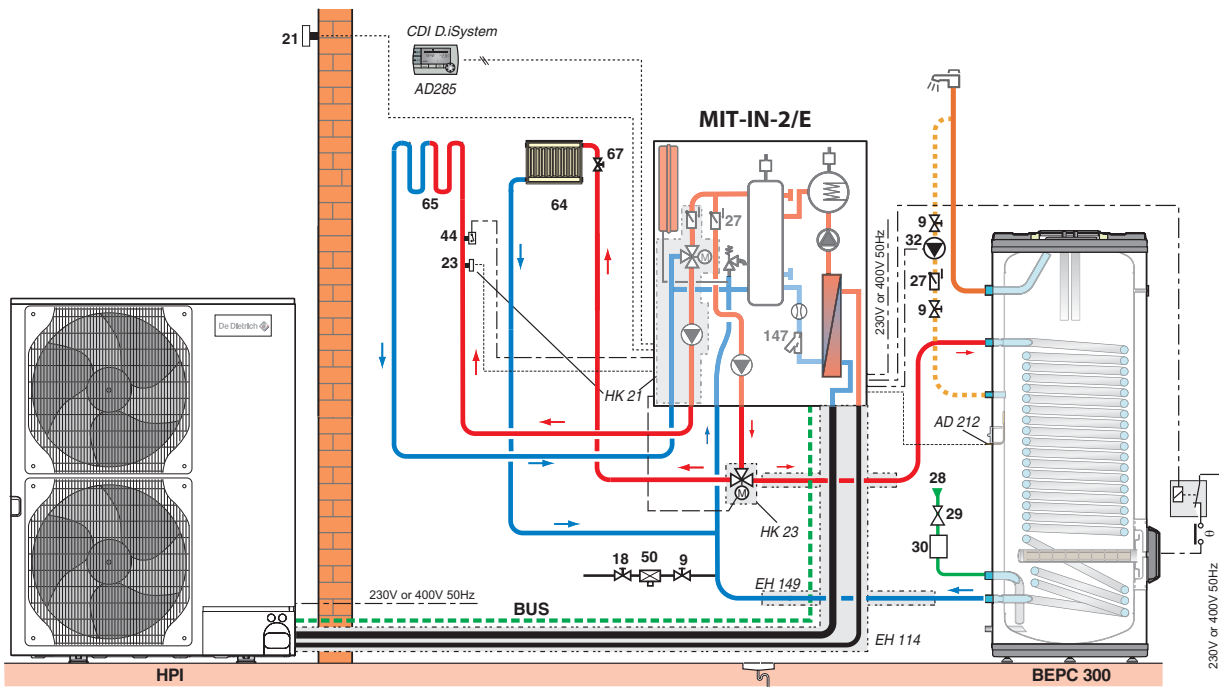 21
CDI D.iSystem
AD285
MIT-IN-2/E
67
65
64
44
23
27
M
147
HK 21
230V or 400V 50Hz
9
32
27
9
AD 212
28
29
30
θ
230V or 400V 50Hz
M
HK 23
18
50
9
EH 149
EH 114
De Dietrich
230V or 400V 50Hz
BUS
HPI
BEPC 300